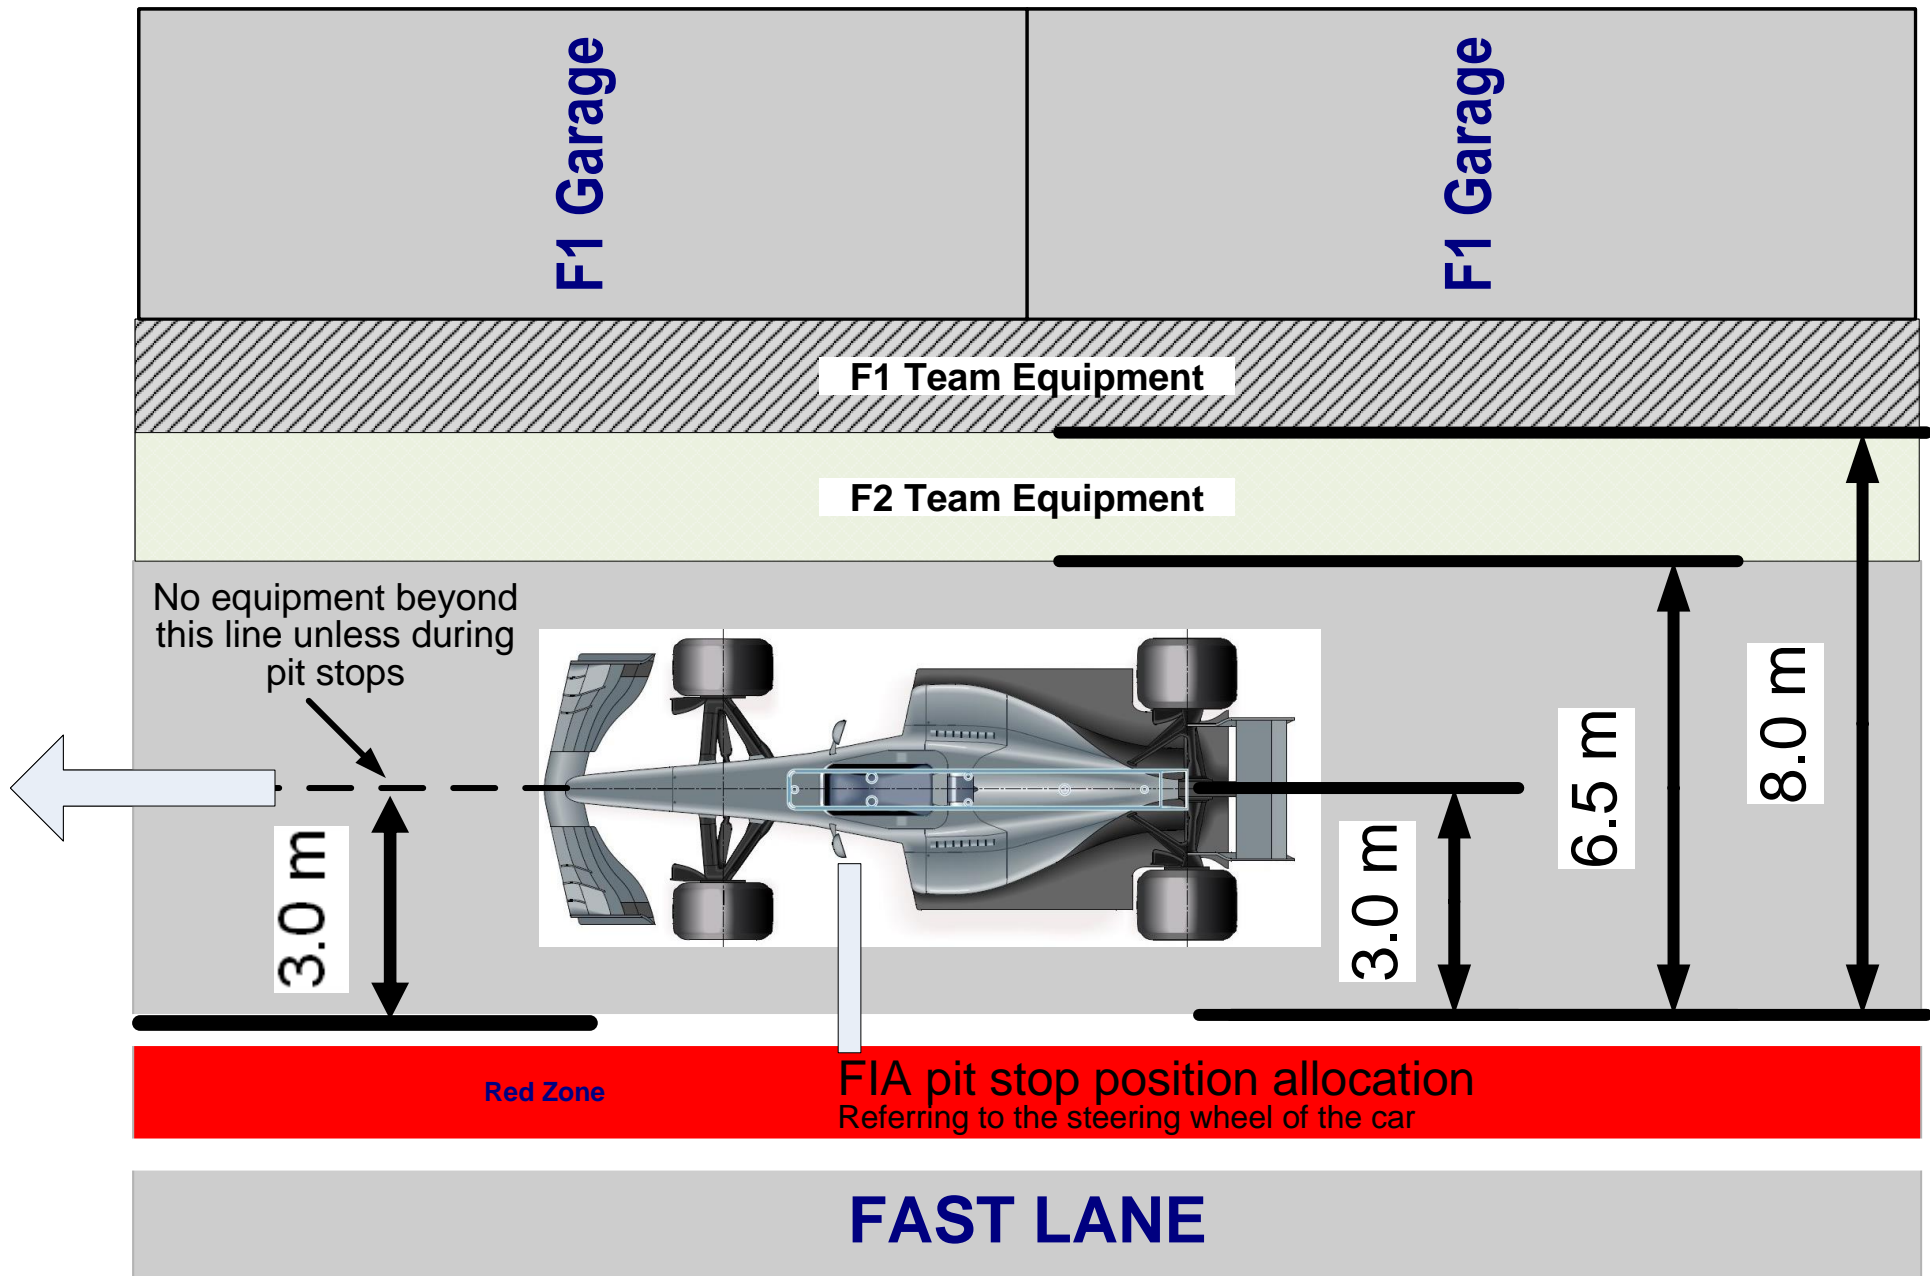 F1 Garage
F1 Garage
F1 Team Equipment
F2 Team Equipment
No equipment beyond
this line unless during
pit stops
3.0 m
3.0 m
6.5 m
8.0 m
Red Zone
FIA pit stop position allocation
Referring to the steering wheel of the car
FAST LANE